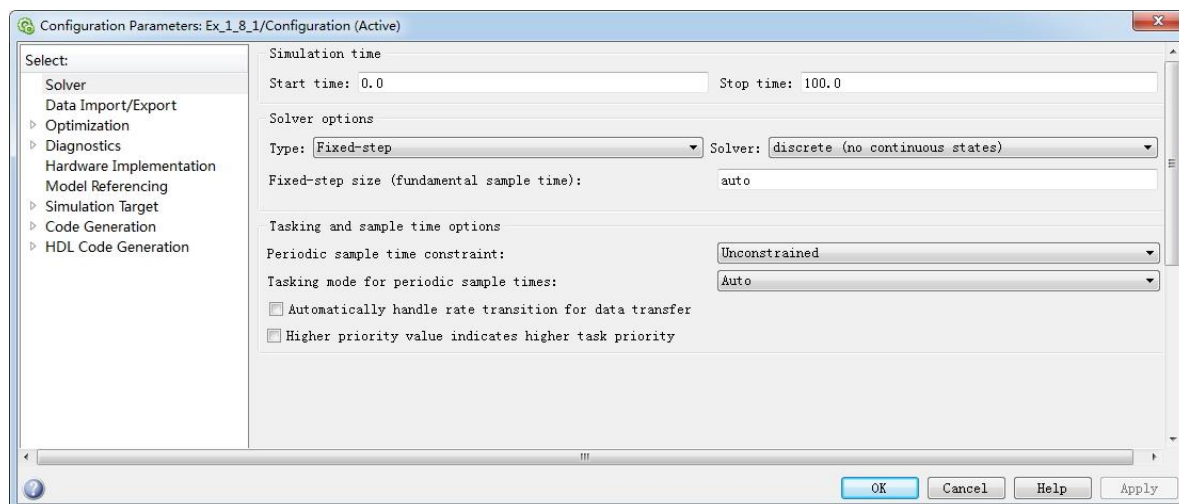 Configuration Parameters: Ex_1_8_1/Configuration (Active)
Select:
Solver
Data Import/Export
Optimization
Diagnostics
Hardware Implementation
Model Referencing
Simulation Target
Code Generation
HDL Code Generation
Simulation time
Start time: 0.0 Stop time: 100.0
Solver options
Type: Fixed-step Solver: discrete (no continuous states)
Fixed-step size (fundamental sample time): auto
Tasking and sample time options
Periodic sample time constraint: Unconstrained
Tasking mode for periodic sample times: Auto
Automatically handle rate transition for data transfer
Higher priority value indicates higher task priority
OK Cancel Help Apply